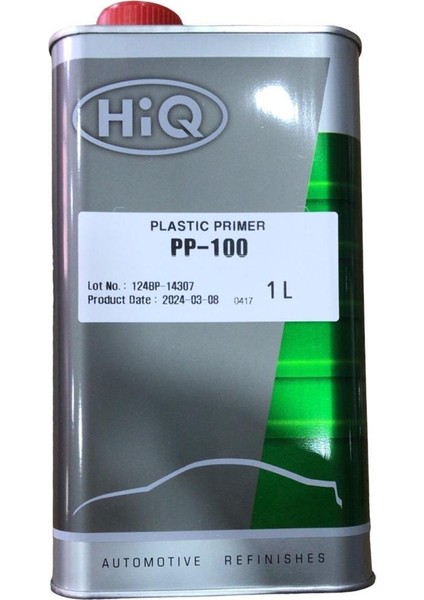 HiQ
PLASTIC PRIMER
PP-100
Lot No. : 124BP-14307
Product Date : 2024-03-08 0417 1 L
AUTOMOTIVE REFINISHES